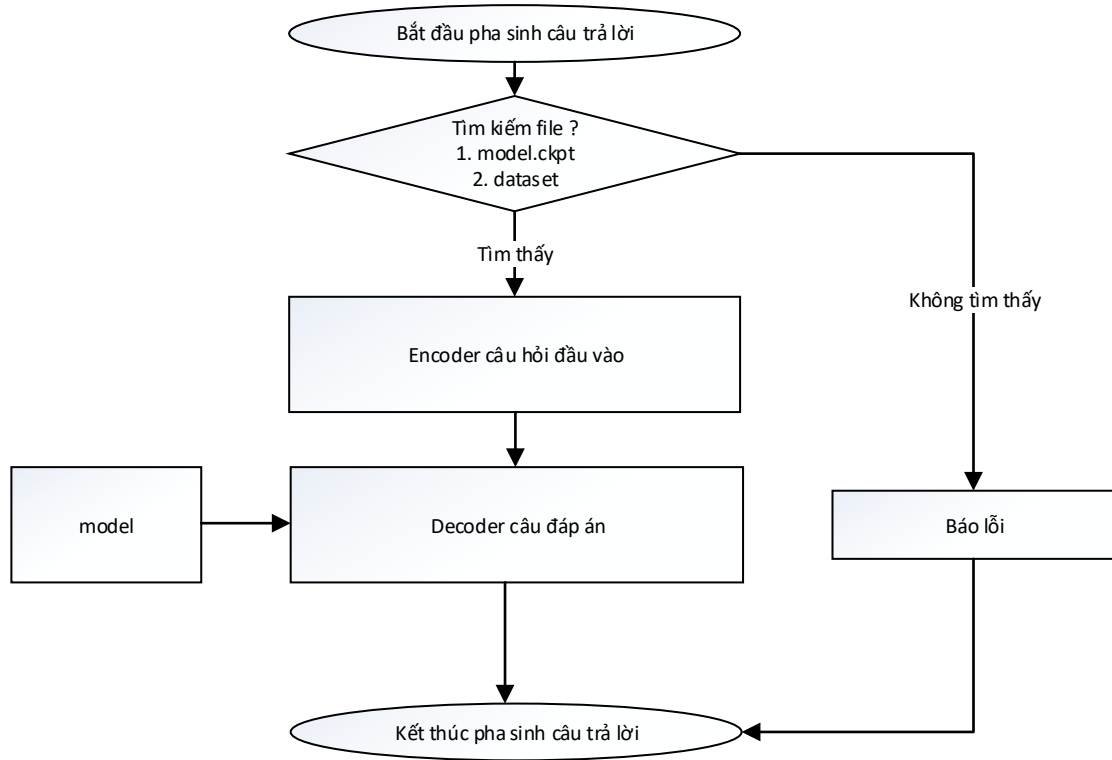 Bắt đầu pha sinh câu trả lời
Tìm kiếm file ?
1. model.ckpt
2. dataset
Tìm thấy
Không tìm thấy
Encoder câu hỏi đầu vào
model
Decoder câu đáp án
Báo lỗi
Kết thúc pha sinh câu trả lời